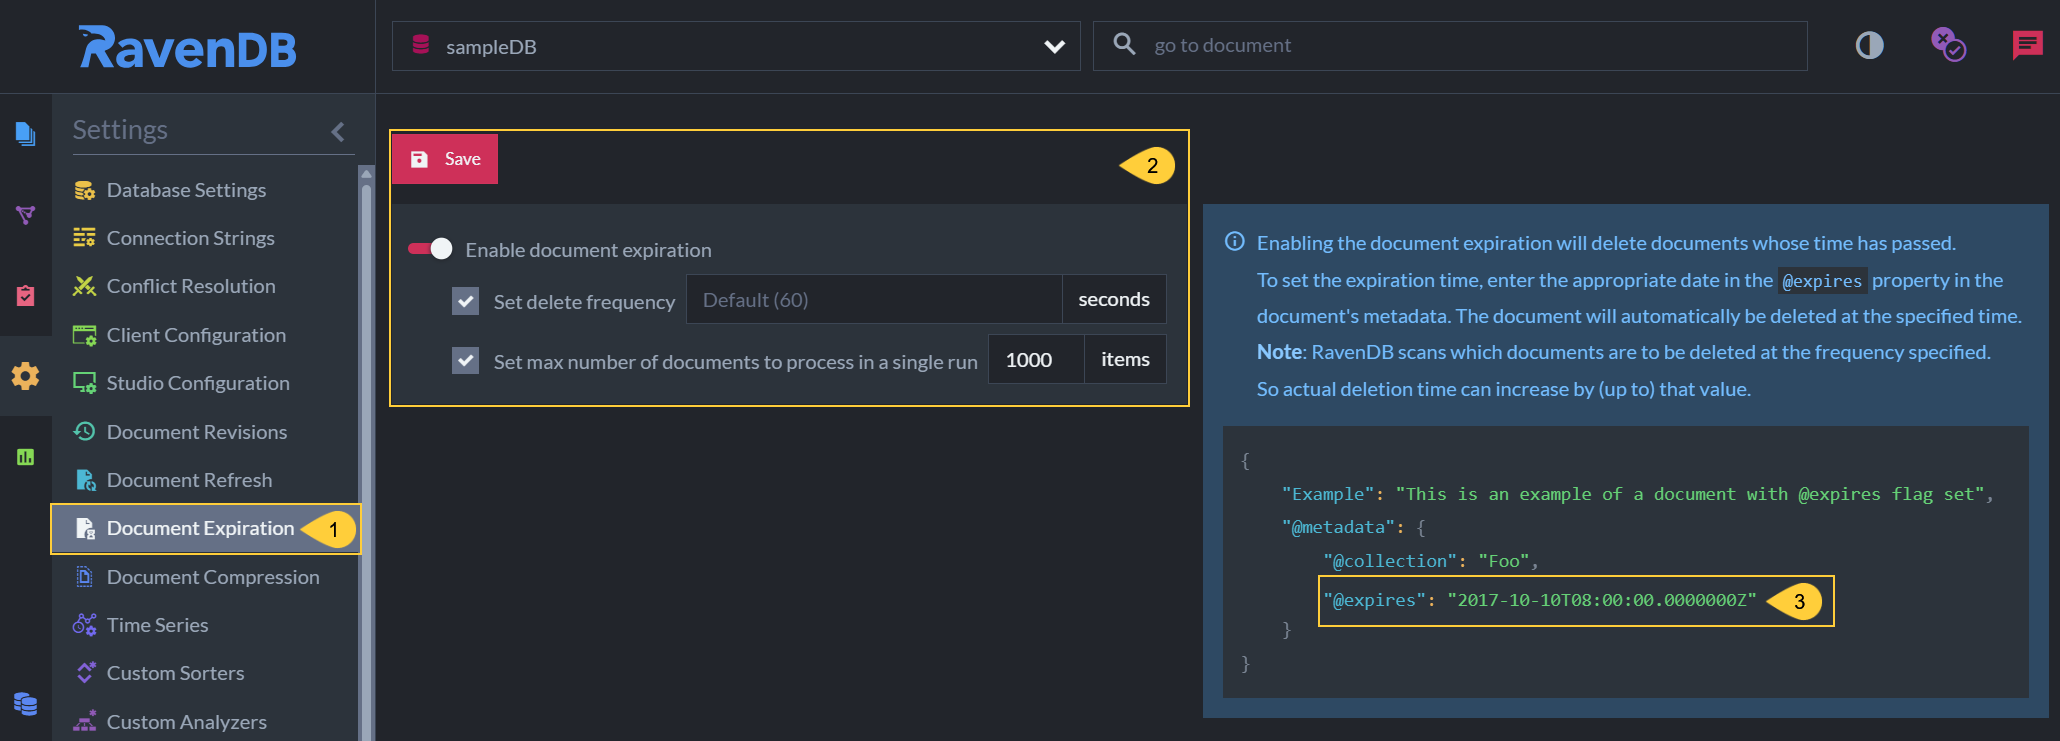 RavenDB
sampleDB
go to document
Settings
Database Settings
Connection Strings
Conflict Resolution
Client Configuration
Studio Configuration
Document Revisions
Document Refresh
Document Expiration
1
Document Compression
Time Series
Custom Sorters
Custom Analyzers
Save
2
Enable document expiration
Set delete frequency Default (60) seconds
Set max number of documents to process in a single run 1000 items
Enabling the document expiration will delete documents whose time has passed.
To set the expiration time, enter the appropriate date in the @expires property in the
document's metadata. The document will automatically be deleted at the specified time.
Note: RavenDB scans which documents are to be deleted at the frequency specified.
So actual deletion time can increase by (up to) that value.
{
"Example": "This is an example of a document with @expires flag set",
"@metadata": {
"@collection": "Foo",
"@expires": "2017-10-10T08:00:00.0000000Z"
3
}
}